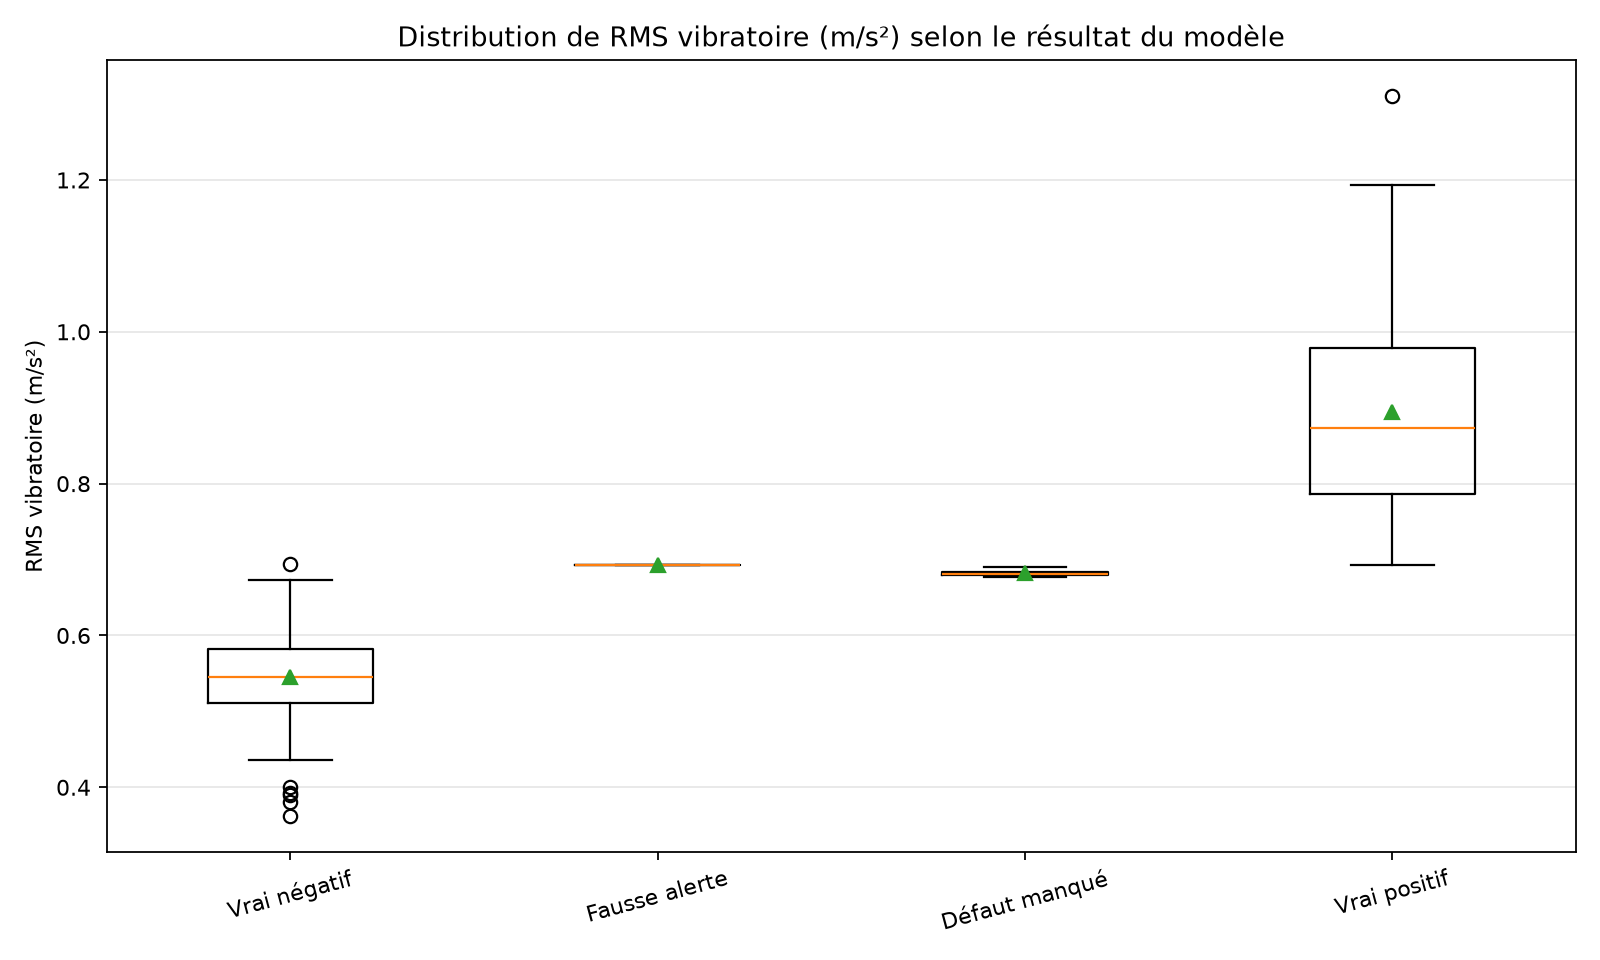 Distribution de RMS vibratoire (m/s²) selon le résultat du modèle
RMS vibratoire (m/s²)
1.2
1.0
0.8
0.6
0.4
Vrai négatif
Fausse alerte
Défaut manqué
Vrai positif